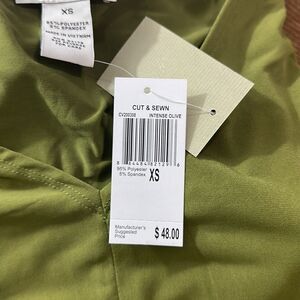 XS
95% POLYESTER
5% SPANDEX
MADE IN VIETNAM
CUT & SEWN
CV200308 INTENSE OLIVE
95% Polyester
5% Spandex
XS
Manufacturer's
Suggested
Price
$ 48.00